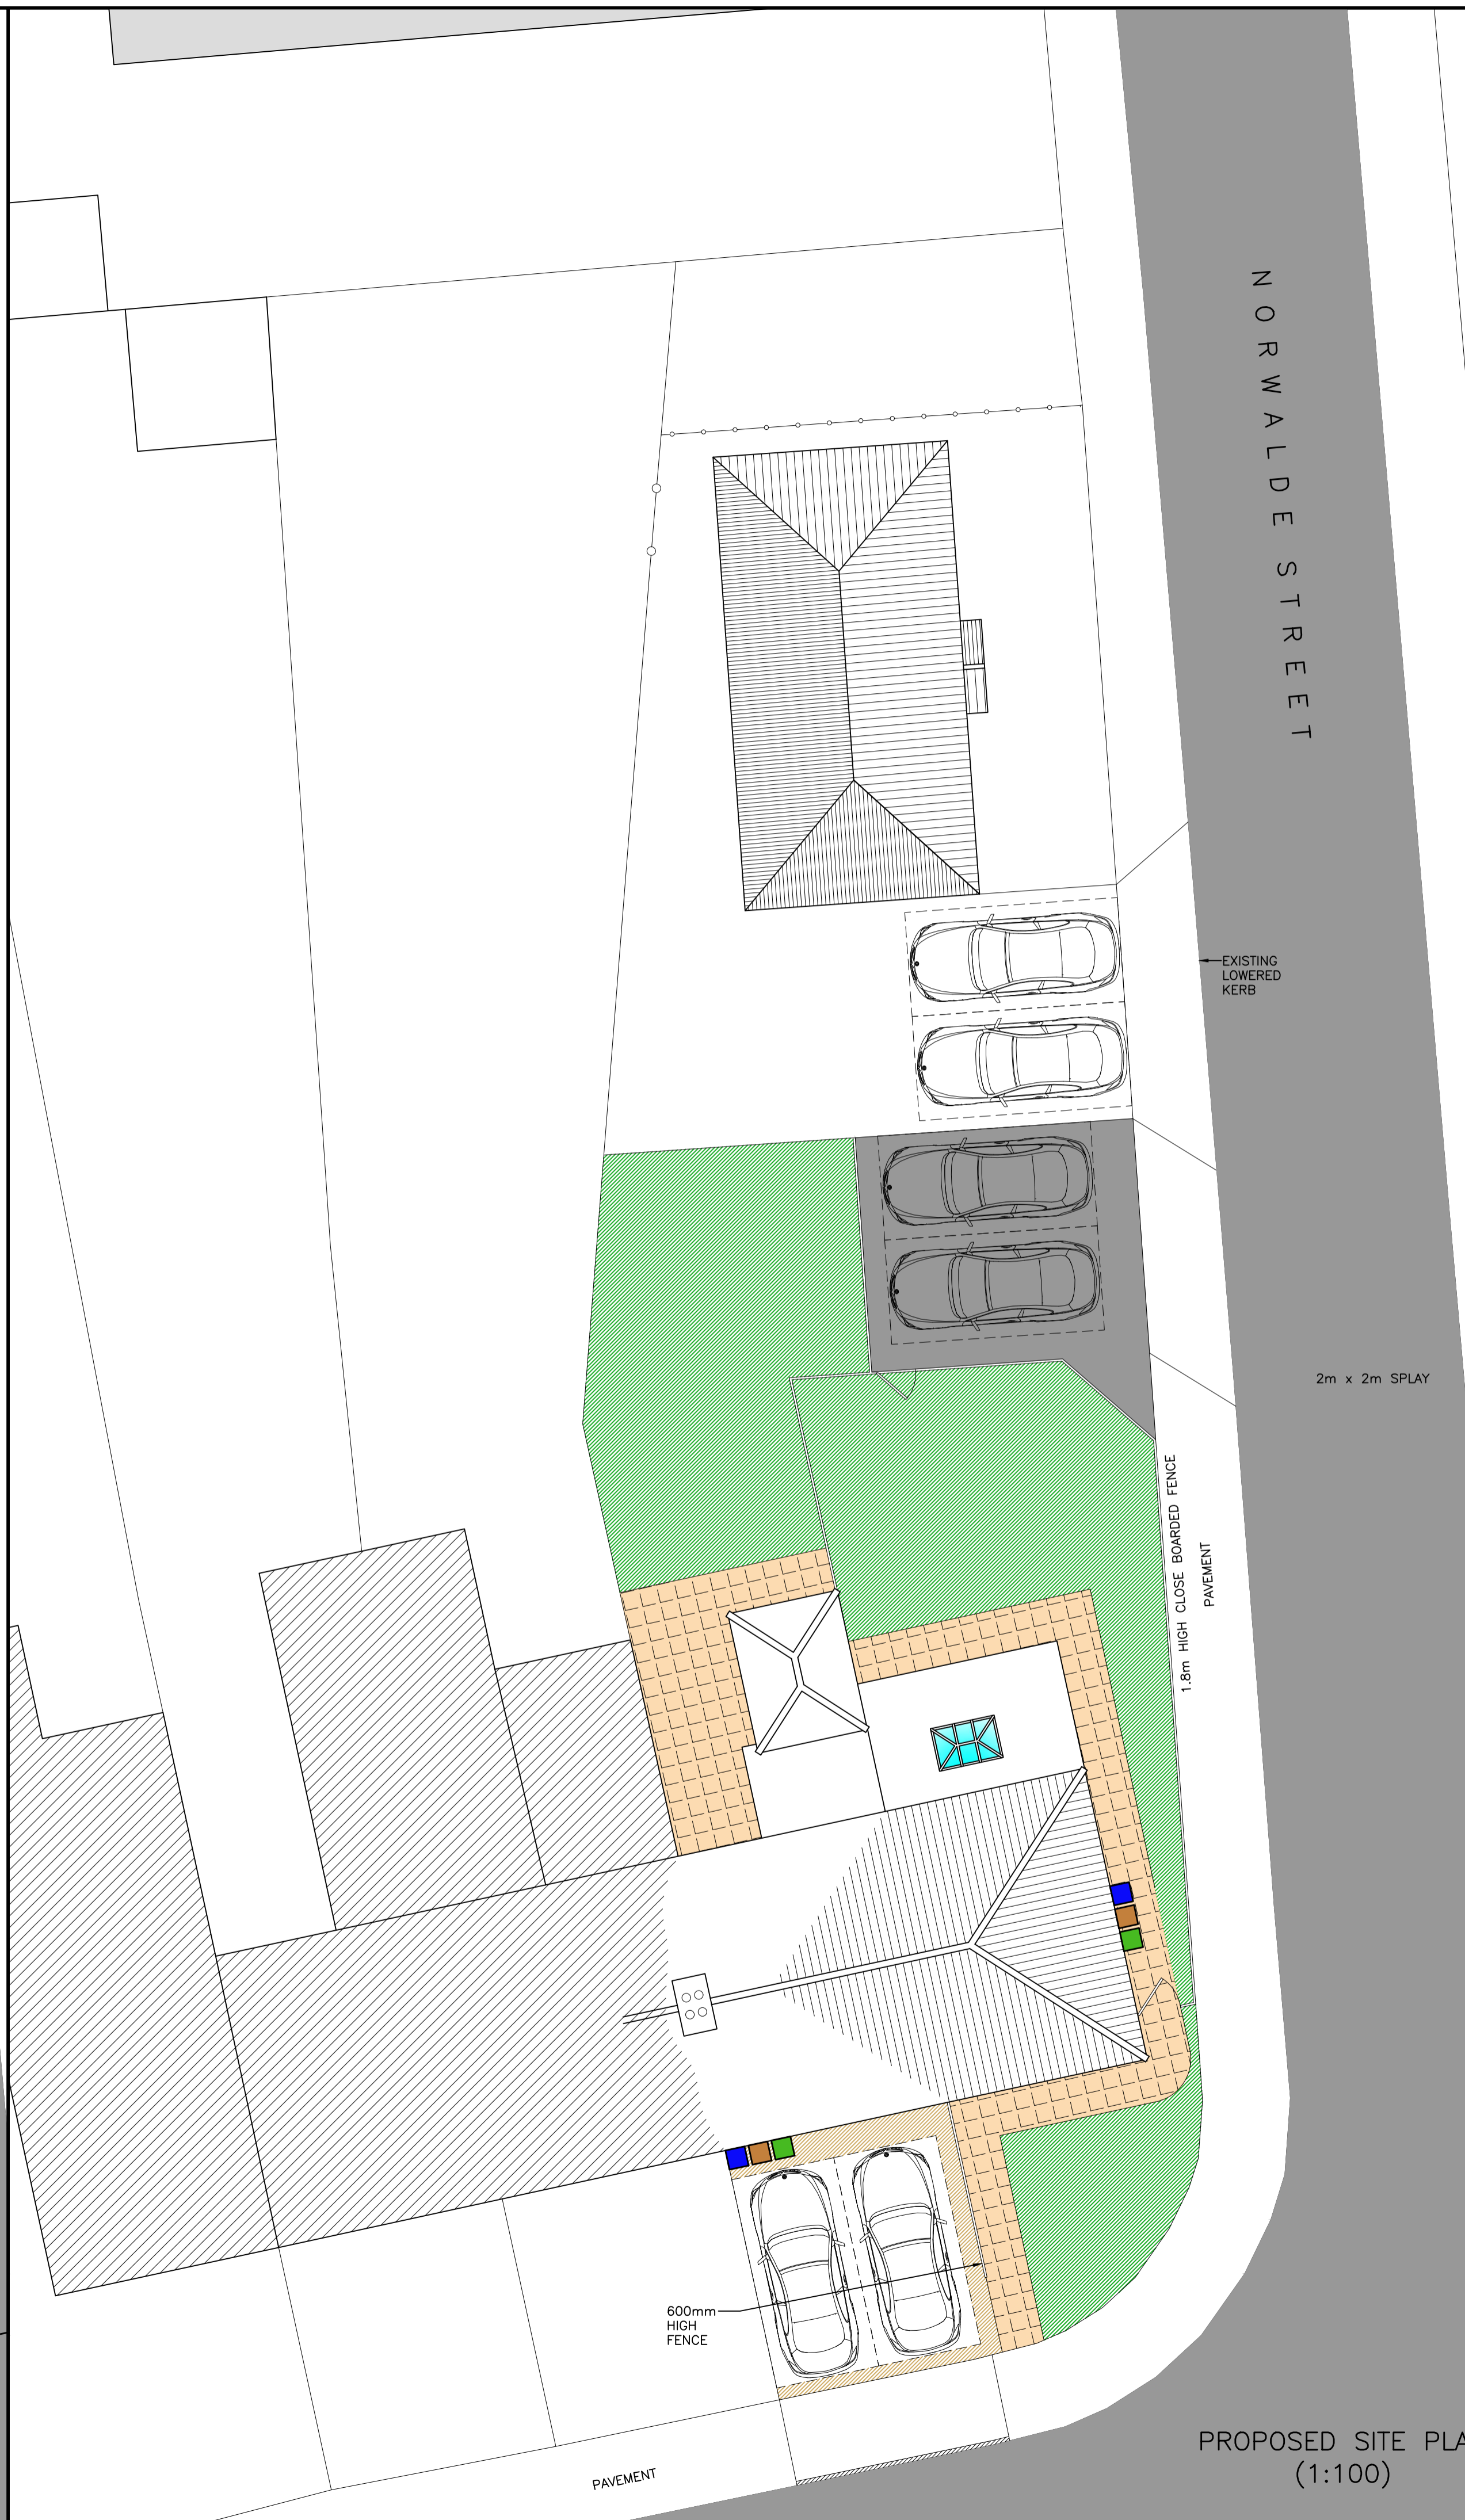 NORWALDE STREET
EXISTING
LOWERED
KERB
2m x 2m SPLAY
1.8m HIGH CLOSE BOARDED FENCE
PAVEMENT
600mm
HIGH
FENCE
PAVEMENT
PROPOSED SITE PLA
(1:100)